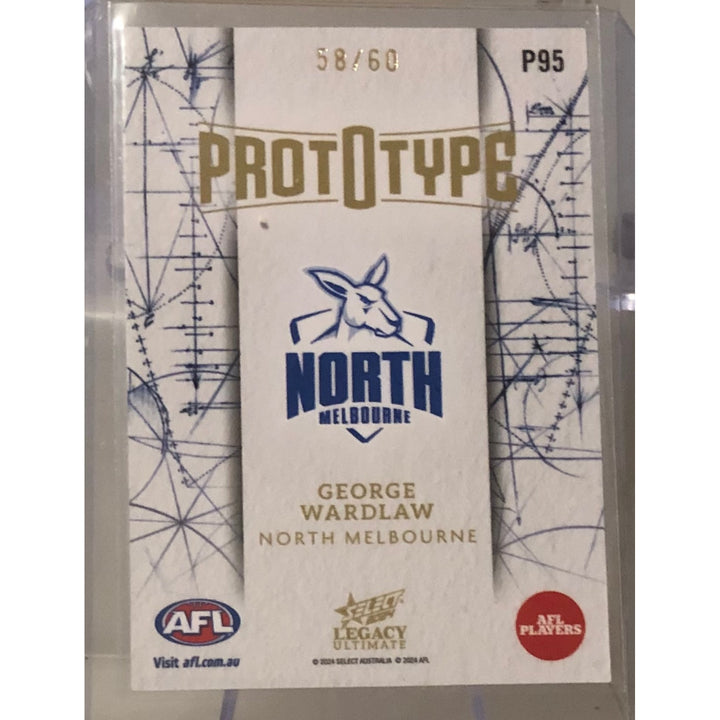 58/60
P95
PROTOTYPE
NORTH
MELBOURNE
GEORGE
WARDLAW
NORTH MELBOURNE
AFL
Visit afl.com.au
SELECT
LEGACY
ULTIMATE
© 2024 SELECT AUSTRALIA © 2024 AFL
AFL
PLAYERS